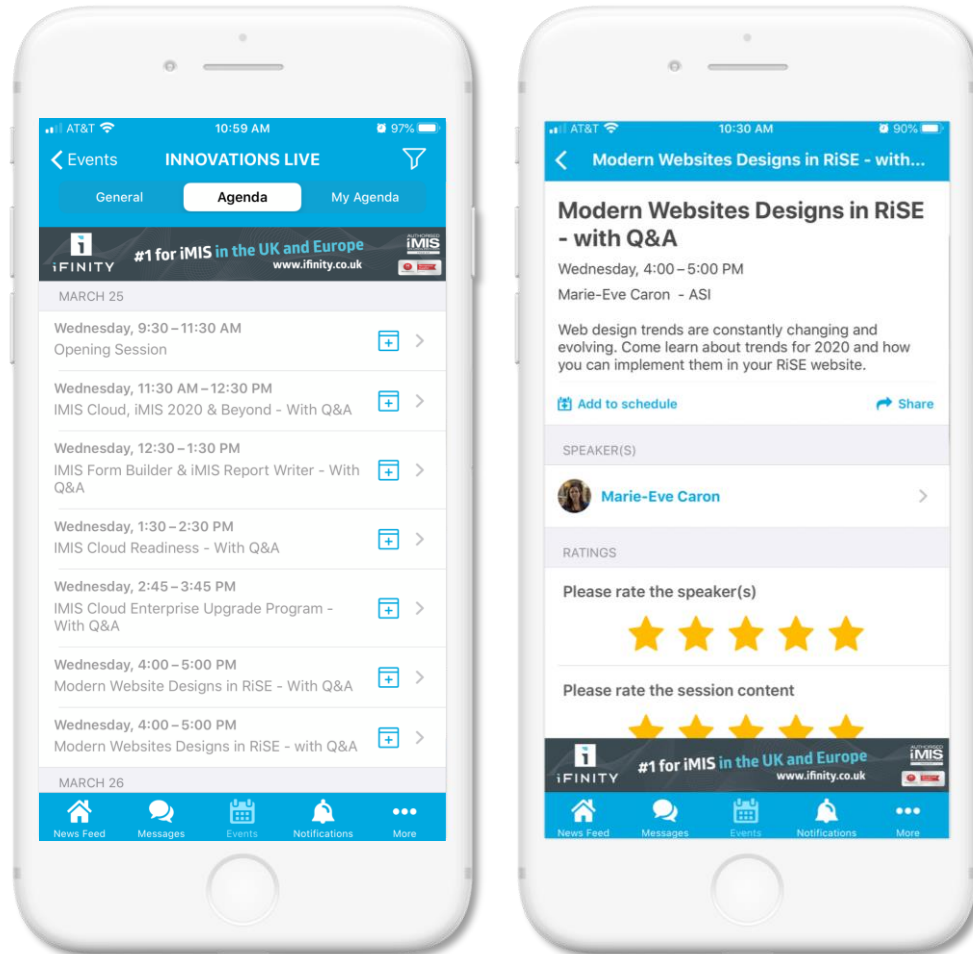 AT&T
10:59 AM
97%
Events
INNOVATIONS LIVE
General
Agenda
My Agenda
iFINITY
#1 for iMIS in the UK and Europe
www.ifinity.co.uk
AUTHORISED
iMIS
MARCH 25
Wednesday, 9:30 – 11:30 AM
Opening Session
Wednesday, 11:30 AM – 12:30 PM
IMIS Cloud, iMIS 2020 & Beyond - With Q&A
Wednesday, 12:30 – 1:30 PM
IMIS Form Builder & iMIS Report Writer - With
Q&A
Wednesday, 1:30 – 2:30 PM
IMIS Cloud Readiness - With Q&A
Wednesday, 2:45 – 3:45 PM
IMIS Cloud Enterprise Upgrade Program -
With Q&A
Wednesday, 4:00 – 5:00 PM
Modern Website Designs in RiSE - With Q&A
Wednesday, 4:00 – 5:00 PM
Modern Websites Designs in RiSE - with Q&A
MARCH 26
News Feed
Messages
Events
Notifications
More
AT&T
10:30 AM
90%
Modern Websites Designs in RiSE - with...
Modern Websites Designs in RiSE
- with Q&A
Wednesday, 4:00 – 5:00 PM
Marie-Eve Caron - ASI
Web design trends are constantly changing and
evolving. Come learn about trends for 2020 and how
you can implement them in your RiSE website.
Add to schedule
Share
SPEAKER(S)
Marie-Eve Caron
RATINGS
Please rate the speaker(s)
Please rate the session content
iFINITY
#1 for iMIS in the UK and Europe
www.ifinity.co.uk
AUTHORISED
iMIS
News Feed
Messages
Events
Notifications
More